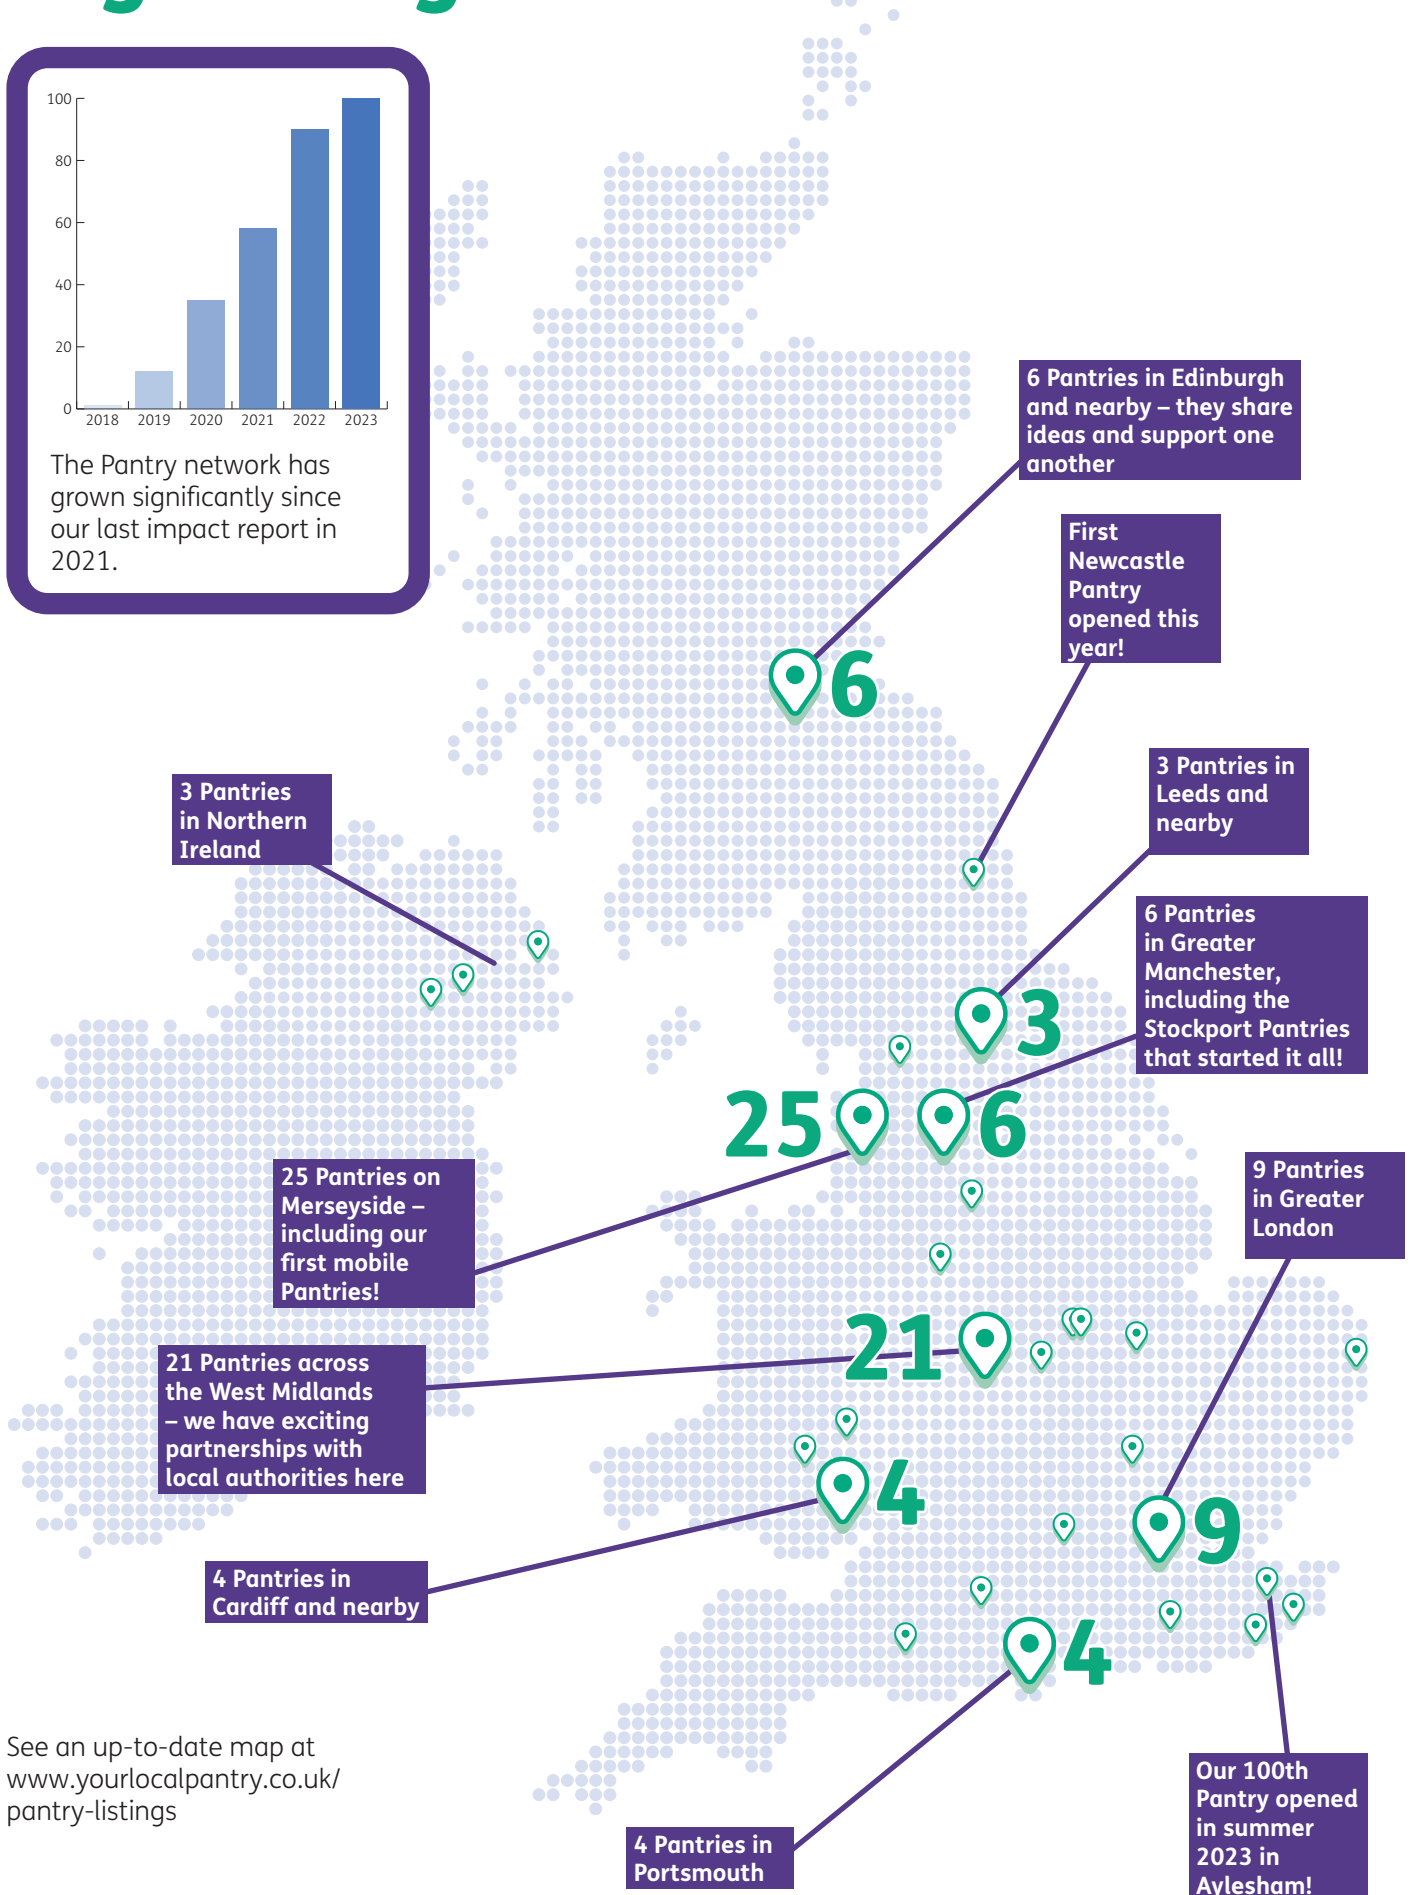 100
80
60
40
20
0
2018 2019 2020 2021 2022 2023
The Pantry network has
grown significantly since
our last impact report in
2021.
6 Pantries in Edinburgh
and nearby – they share
ideas and support one
another
First
Newcastle
Pantry
opened this
year!
6
3 Pantries in
Leeds and
nearby
3 Pantries
in Northern
Ireland
6 Pantries
in Greater
Manchester,
including the
Stockport Pantries
that started it all!
3
25
6
25 Pantries on
Merseyside –
including our
first mobile
Pantries!
9 Pantries
in Greater
London
21
21 Pantries across
the West Midlands
– we have exciting
partnerships with
local authorities here
4
9
4 Pantries in
Cardiff and nearby
4
See an up-to-date map at
www.yourlocalpantry.co.uk/
pantry-listings
Our 100th
Pantry opened
in summer
2023 in
Aylesham!
4 Pantries in
Portsmouth